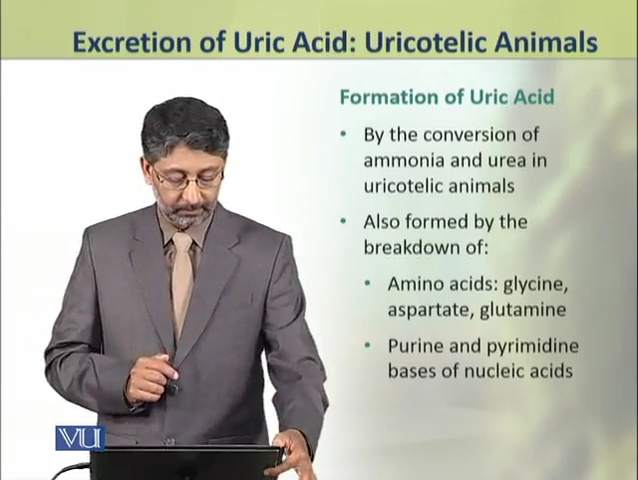 Excretion of Uric Acid: Uricotelic Animals
Formation of Uric Acid
• By the conversion of
ammonia and urea in
uricotelic animals
• Also formed by the
breakdown of:
• Amino acids: glycine,
aspartate, glutamine
• Purine and pyrimidine
bases of nucleic acids
VU